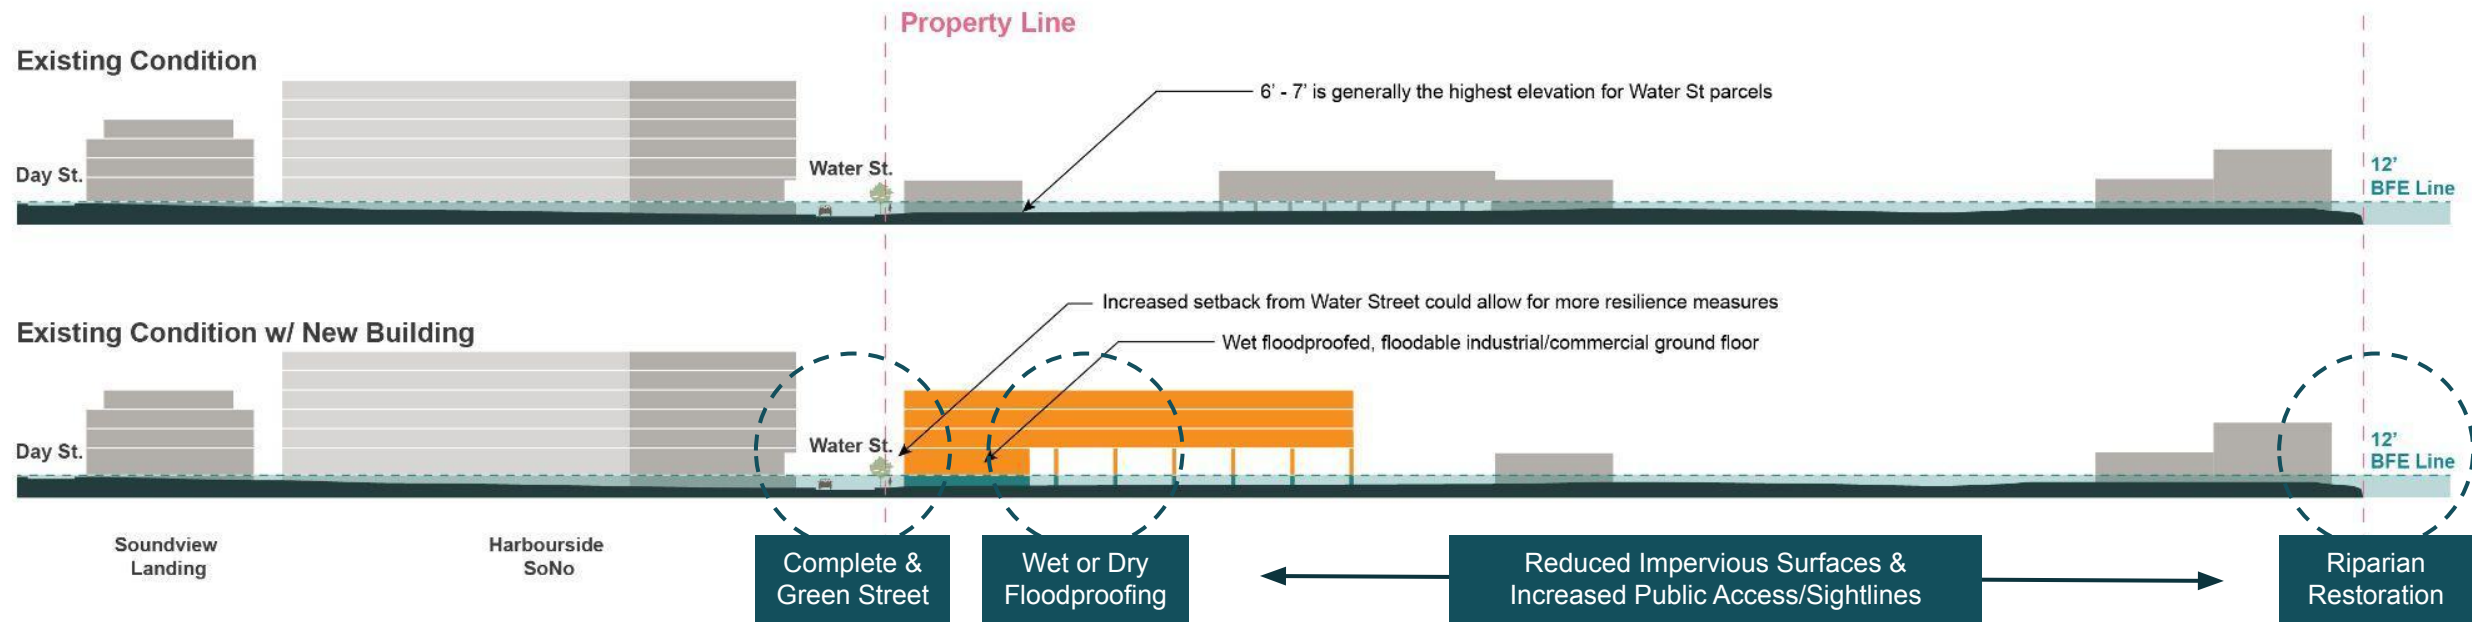 Property Line
Existing Condition
6' - 7' is generally the highest elevation for Water St parcels
Day St.
Water St.
12'
BFE Line
Increased setback from Water Street could allow for more resilience measures
Existing Condition w/ New Building
Wet floodproofed, floodable industrial/commercial ground floor
Day St.
Water St.
12'
BFE Line
Soundview
Landing
Harbourside
SoNo
Complete &
Green Street
Wet or Dry
Floodproofing
Reduced Impervious Surfaces &
Increased Public Access/Sightlines
Riparian
Restoration